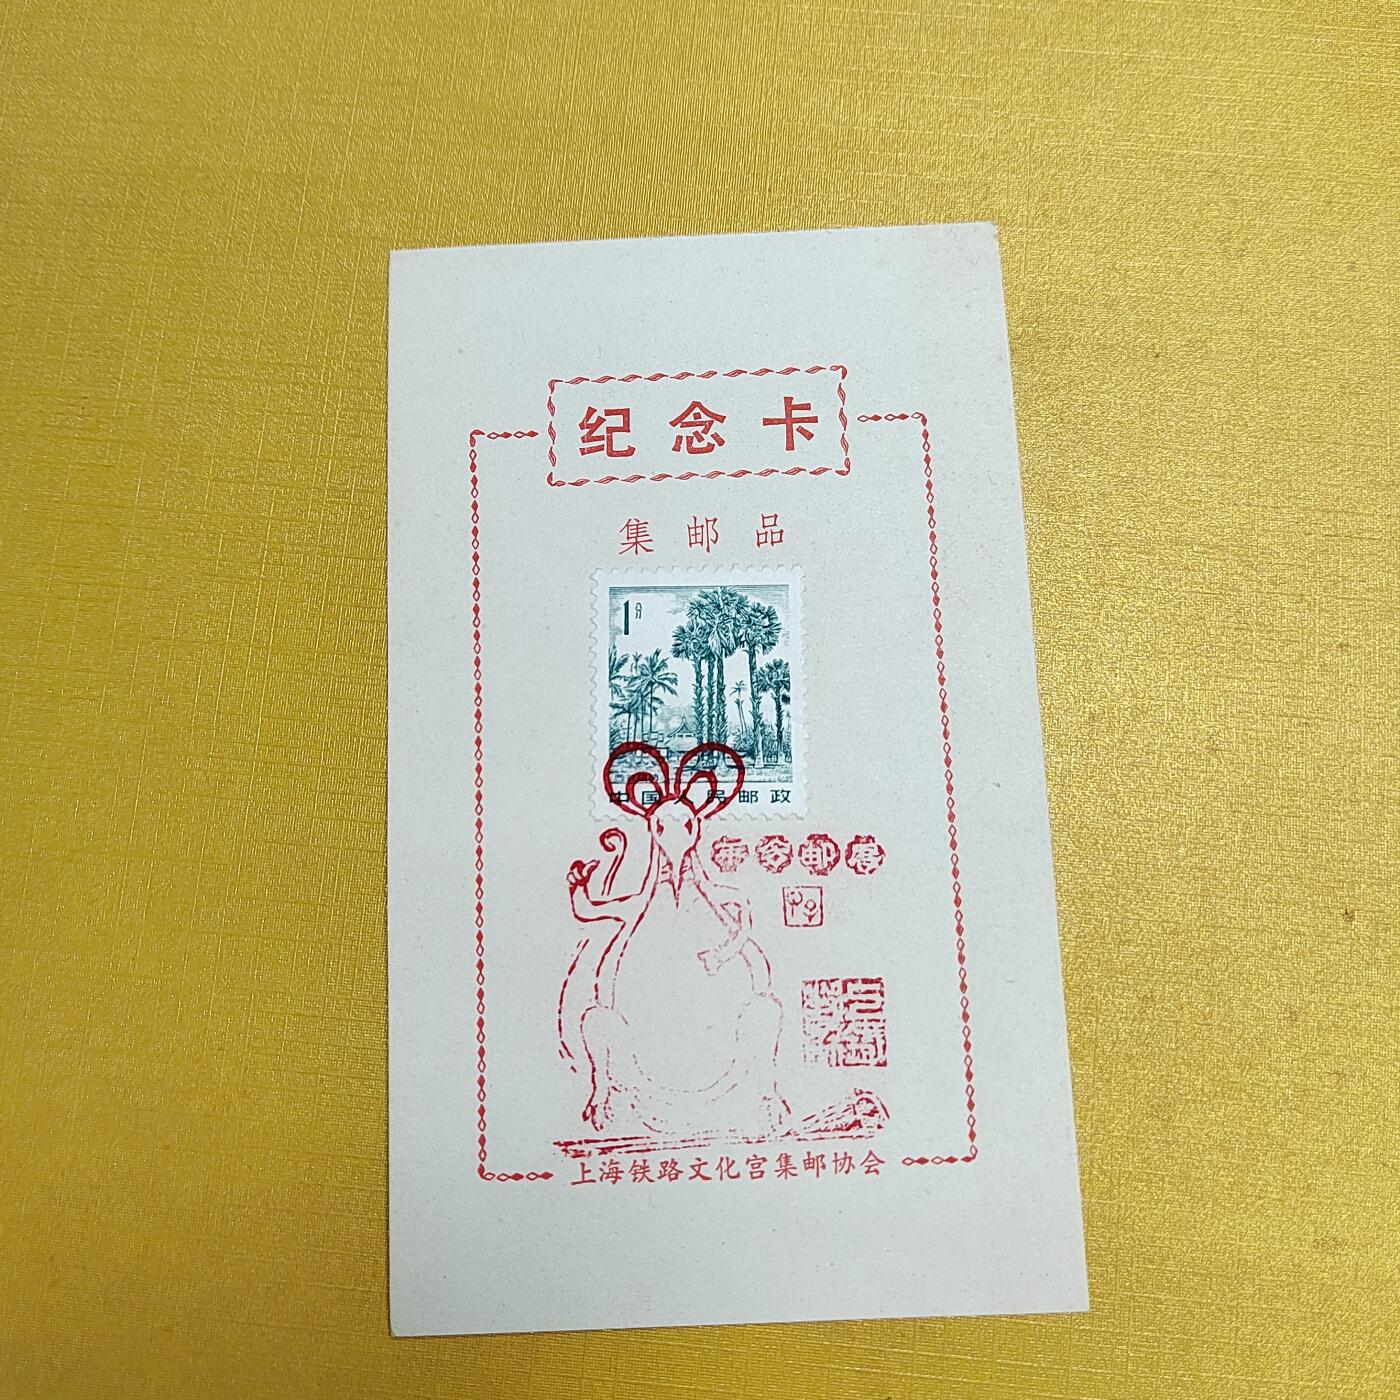 纪念卡
集邮品
1分
中国人民邮政
上海铁路文化宫集邮协会